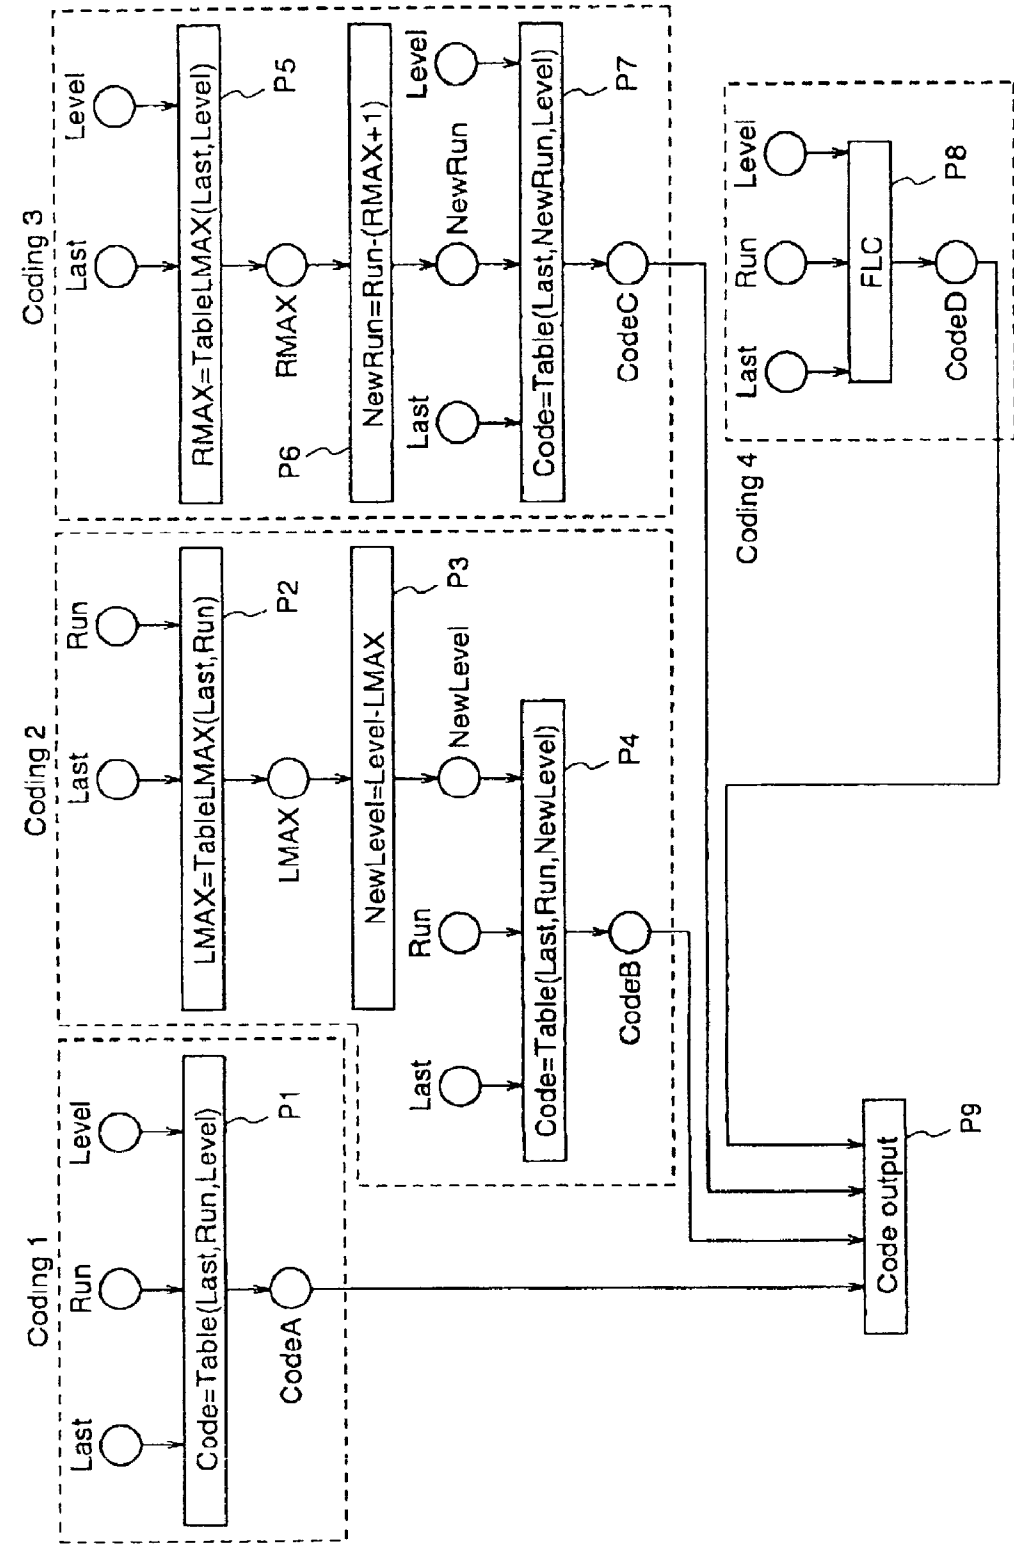 Coding 1
Last
Run
Level
Code=Table(Last,Run,Level)
P1
CodeA
Coding 2
Last
Run
LMAX=TableLMAX(Last,Run)
P2
LMAX
NewLevel=Level-LMAX
P3
Last
Run
NewLevel
Code=Table(Last,Run,NewLevel)
P4
CodeB
Coding 3
Last
Level
RMAX=TableLMAX(Last,Level)
P5
RMAX
P6
NewRun=Run-(RMAX+1)
Last
NewRun
Level
Code=Table(Last,NewRun,Level)
P7
CodeC
Coding 4
Last
Run
Level
FLC
P8
CodeD
Code output
P9